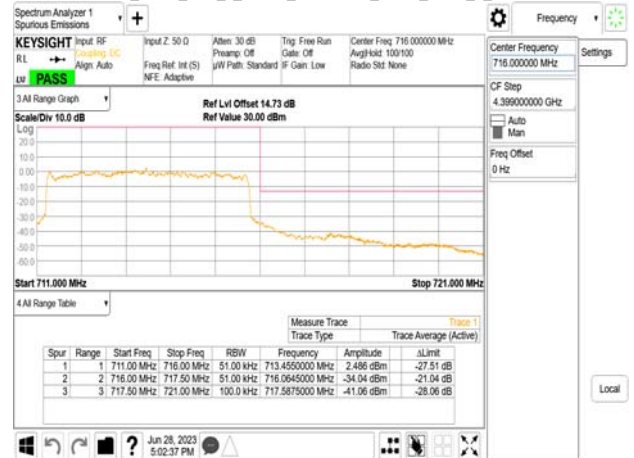 Spectrum Analyzer 1
Spurious Emissions
Frequency
KEYSIGHT Input: RF Input Z: 50 Ω Atten: 30 dB Trig: Free Run Center Freq: 716.000000 MHz
RL Coupling: DC Preamp: Off Gate: Off Avg|Hold: 100/100
Align: Auto Freq Ref: Int (S) µW Path: Standard IF Gain: Low Radio Std: None
NFE: Adaptive
LW PASS
Center Frequency
716.000000 MHz
Settings
CF Step
4.399000000 GHz
Auto
Man
Freq Offset
0 Hz
3 All Range Graph
Ref Lvl Offset 14.73 dB
Scale/Div 10.0 dB Ref Value 30.00 dBm
Log
20.0
10.0
0.00
-10.0
-20.0
-30.0
-40.0
-50.0
-60.0
Start 711.000 MHz Stop 721.000 MHz
4 All Range Table
Measure Trace Trace 1
Trace Type Trace Average (Active)
Spur Range Start Freq Stop Freq RBW Frequency Amplitude ΔLimit
1 1 711.00 MHz 716.00 MHz 51.00 kHz 713.4550000 MHz 2.486 dBm -27.51 dB
2 2 716.00 MHz 717.50 MHz 51.00 kHz 716.0645000 MHz -34.04 dBm -21.04 dB
3 3 717.50 MHz 721.00 MHz 100.0 kHz 717.5875000 MHz -41.06 dBm -28.06 dB
Local
Jun 28, 2023
5:02:37 PM